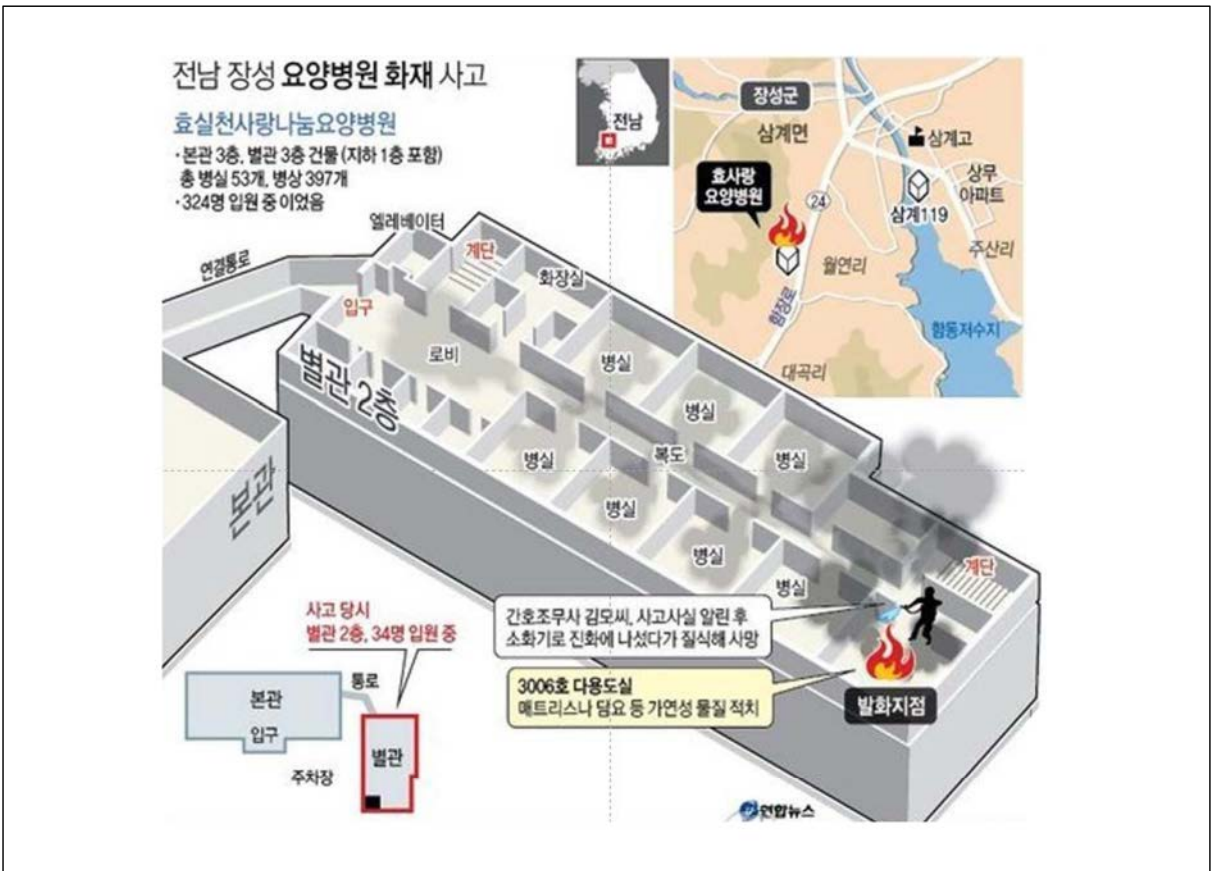 전남 장성 요양병원 화재 사고
효실천사랑나눔요양병원
·본관 3층, 별관 3층 건물 (지하 1층 포함)
총 병실 53개, 병상 397개
·324명 입원 중 이었음
전남
장성군
삼계면
삼계고
효사랑
요양병원
24
상무
아파트
삼계119
주산리
월연리
함장로
함동저수지
대곡리
엘레베이터
계단
연결통로
화장실
입구
로비
별관 2층
병실
병실
병실
복도
병실
병실
병실
병실
본관
계단
간호조무사 김모씨, 사고사실 알린 후
소화기로 진화에 나섰다가 질식해 사망
3006호 다용도실
매트리스나 담요 등 가연성 물질 적치
발화지점
사고 당시
별관 2층, 34명 입원 중
통로
본관
입구
별관
주차장
연합뉴스